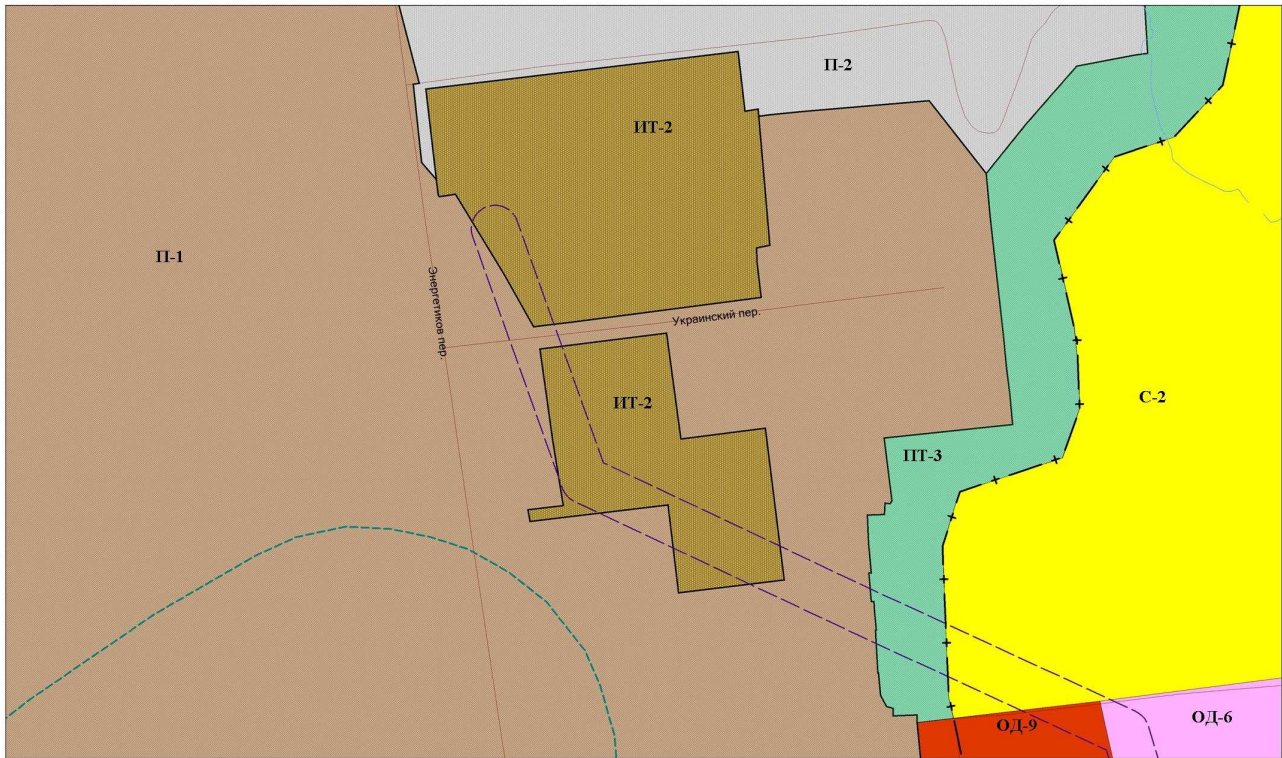 П-2
ИТ-2
П-1
Энергетиков пер.
Украинский пер.
ИТ-2
С-2
ПТ-3
ОД-9
ОД-6